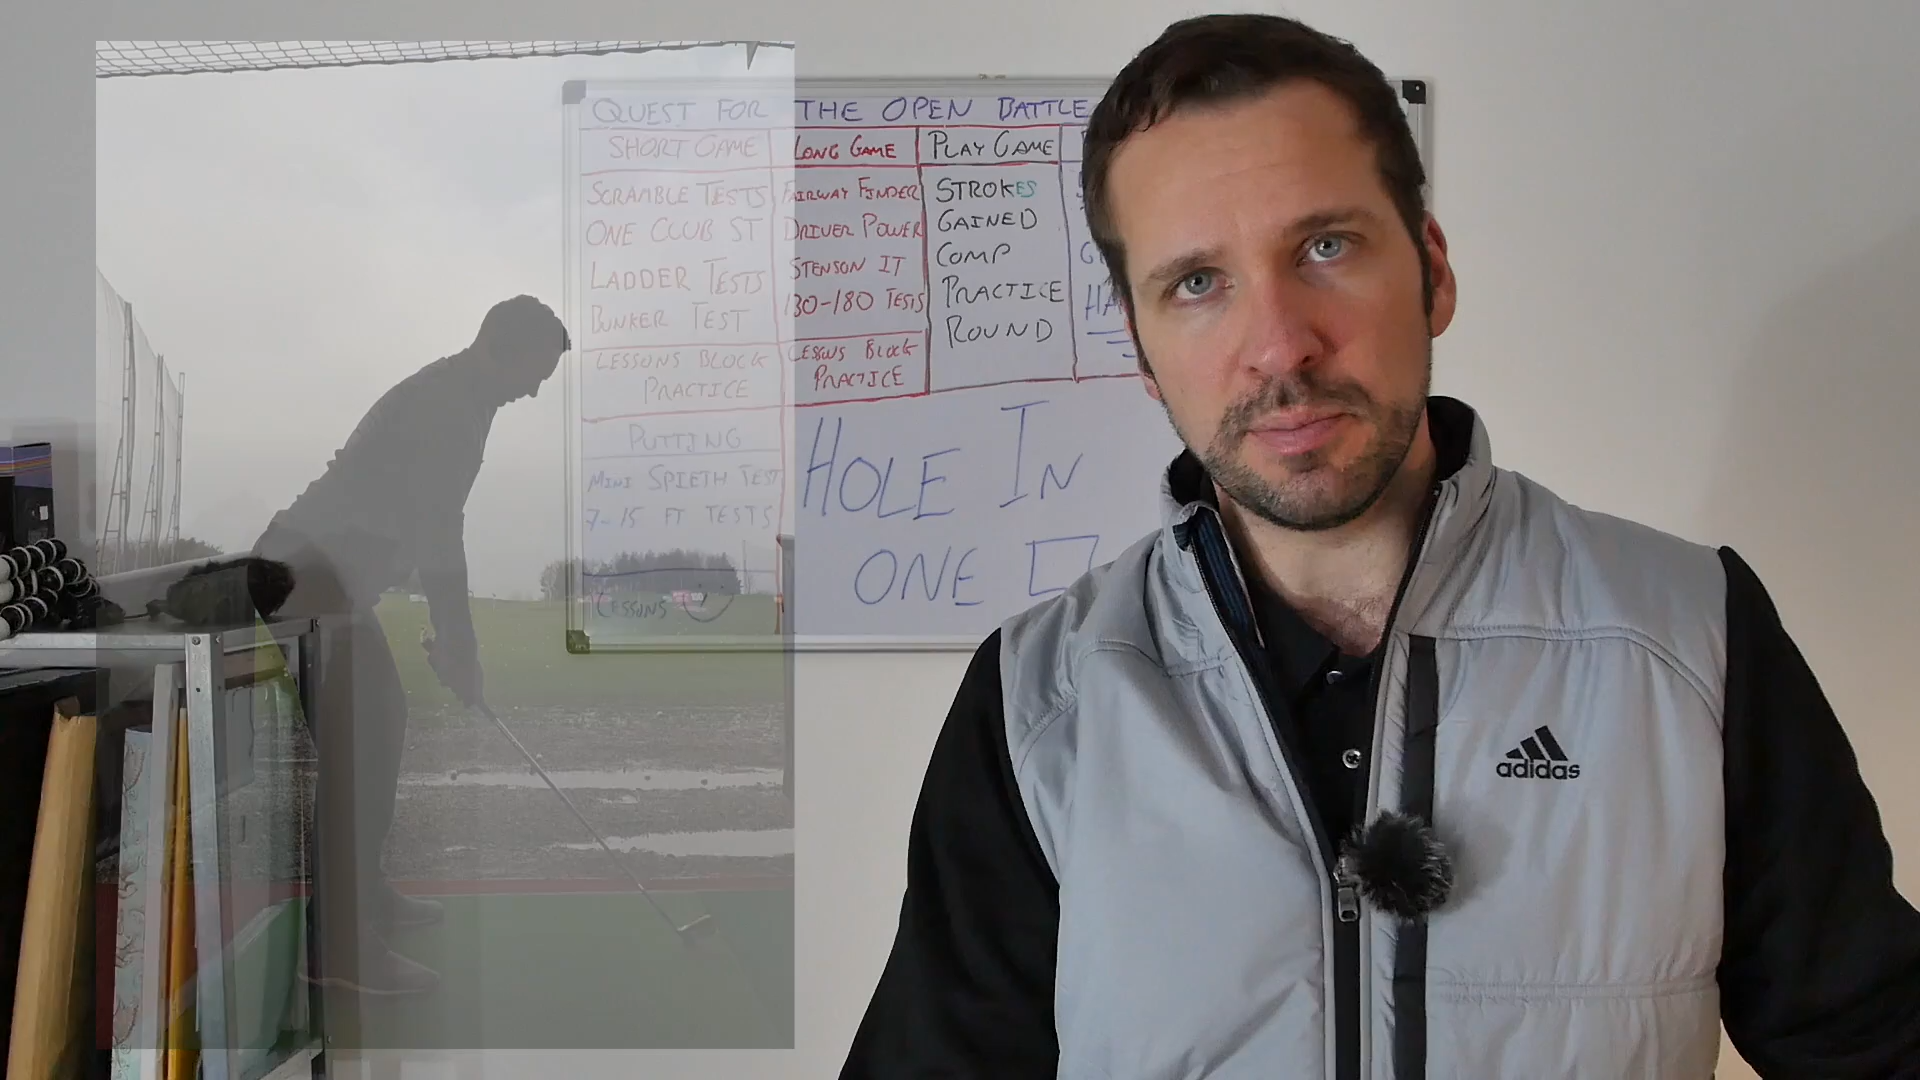 QUEST FOR THE OPEN BATTLE
SHORT GAME
LONG GAME
PLAY GAME
SCRAMBLE TESTS
ONE CLUB ST
LADDER TESTS
BUNKER TEST
LESSONS BLOCK
PRACTICE
FAIRWAY FINDER
DRIVER POWER
STENSON IT
130-180 TESTS
LESSONS BLOCK
PRACTICE
STROKES
GAINED
COMP
PRACTICE
ROUND
PUTTING
MINI SPIETH TEST
7-15 FT TESTS
LESSONS
HOLE IN
ONE
adidas